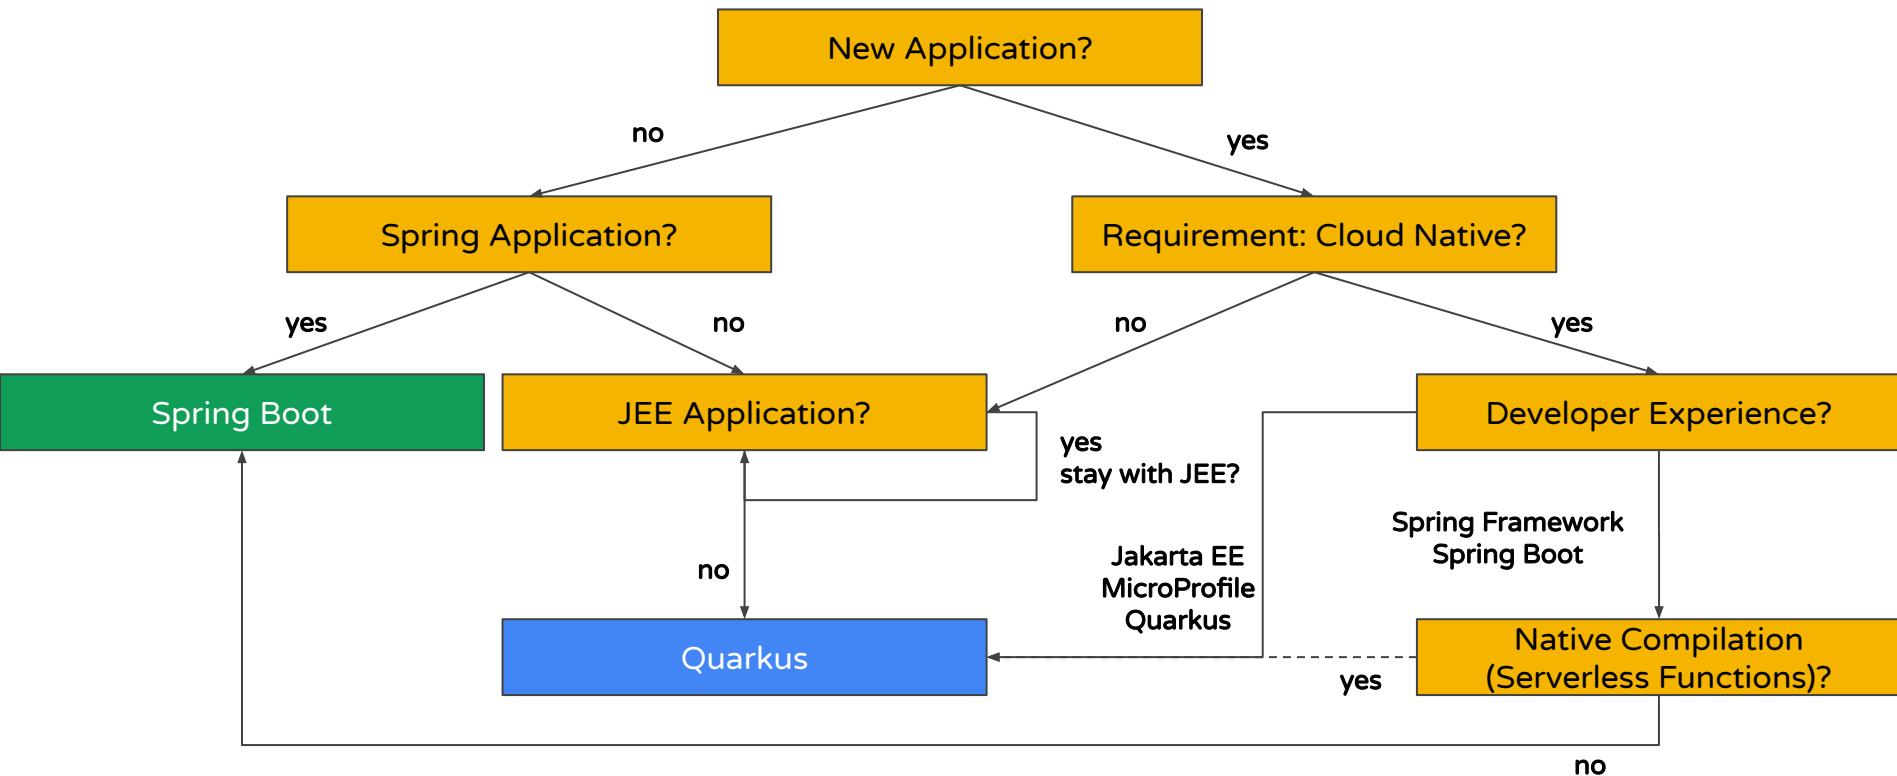 New Application?
no
yes
Spring Application?
Requirement: Cloud Native?
yes
no
no
yes
Spring Boot
JEE Application?
Developer Experience?
yes
stay with JEE?
Spring Framework
Spring Boot
Jakarta EE
MicroProfile
Quarkus
no
Quarkus
Native Compilation
(Serverless Functions)?
yes
no